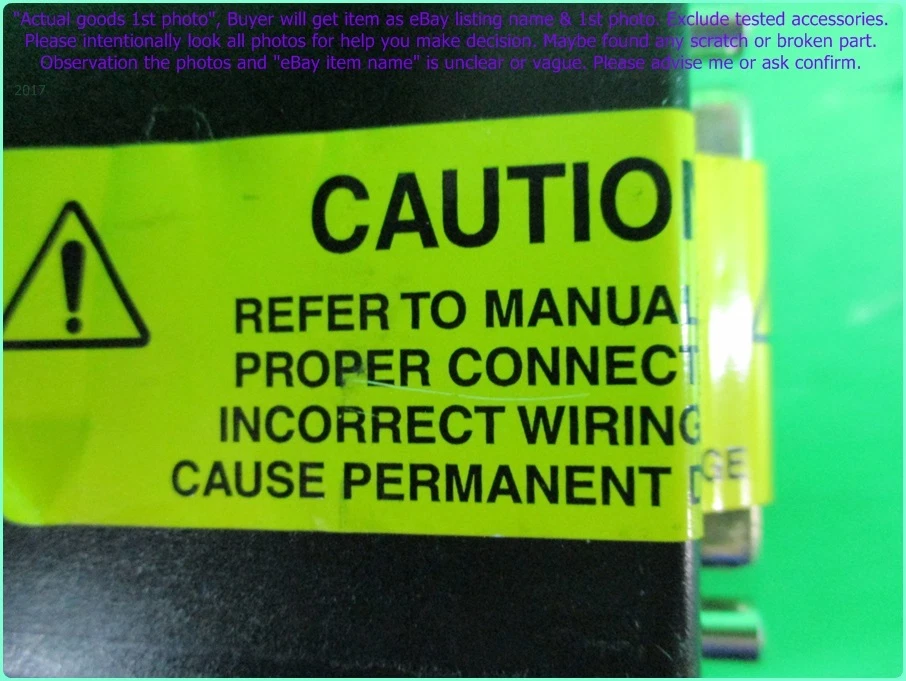 "Actual goods 1st photo", Buyer will get item as eBay listing name & 1st photo. Exclude tested accessories.
Please intentionally look all photos for help you make decision. Maybe found any scratch or broken part.
Observation the photos and "eBay item name" is unclear or vague. Please advise me or ask confirm.
2017
CAUTION
REFER TO MANUAL
PROPER CONNECT
INCORRECT WIRING
CAUSE PERMANENT D GE